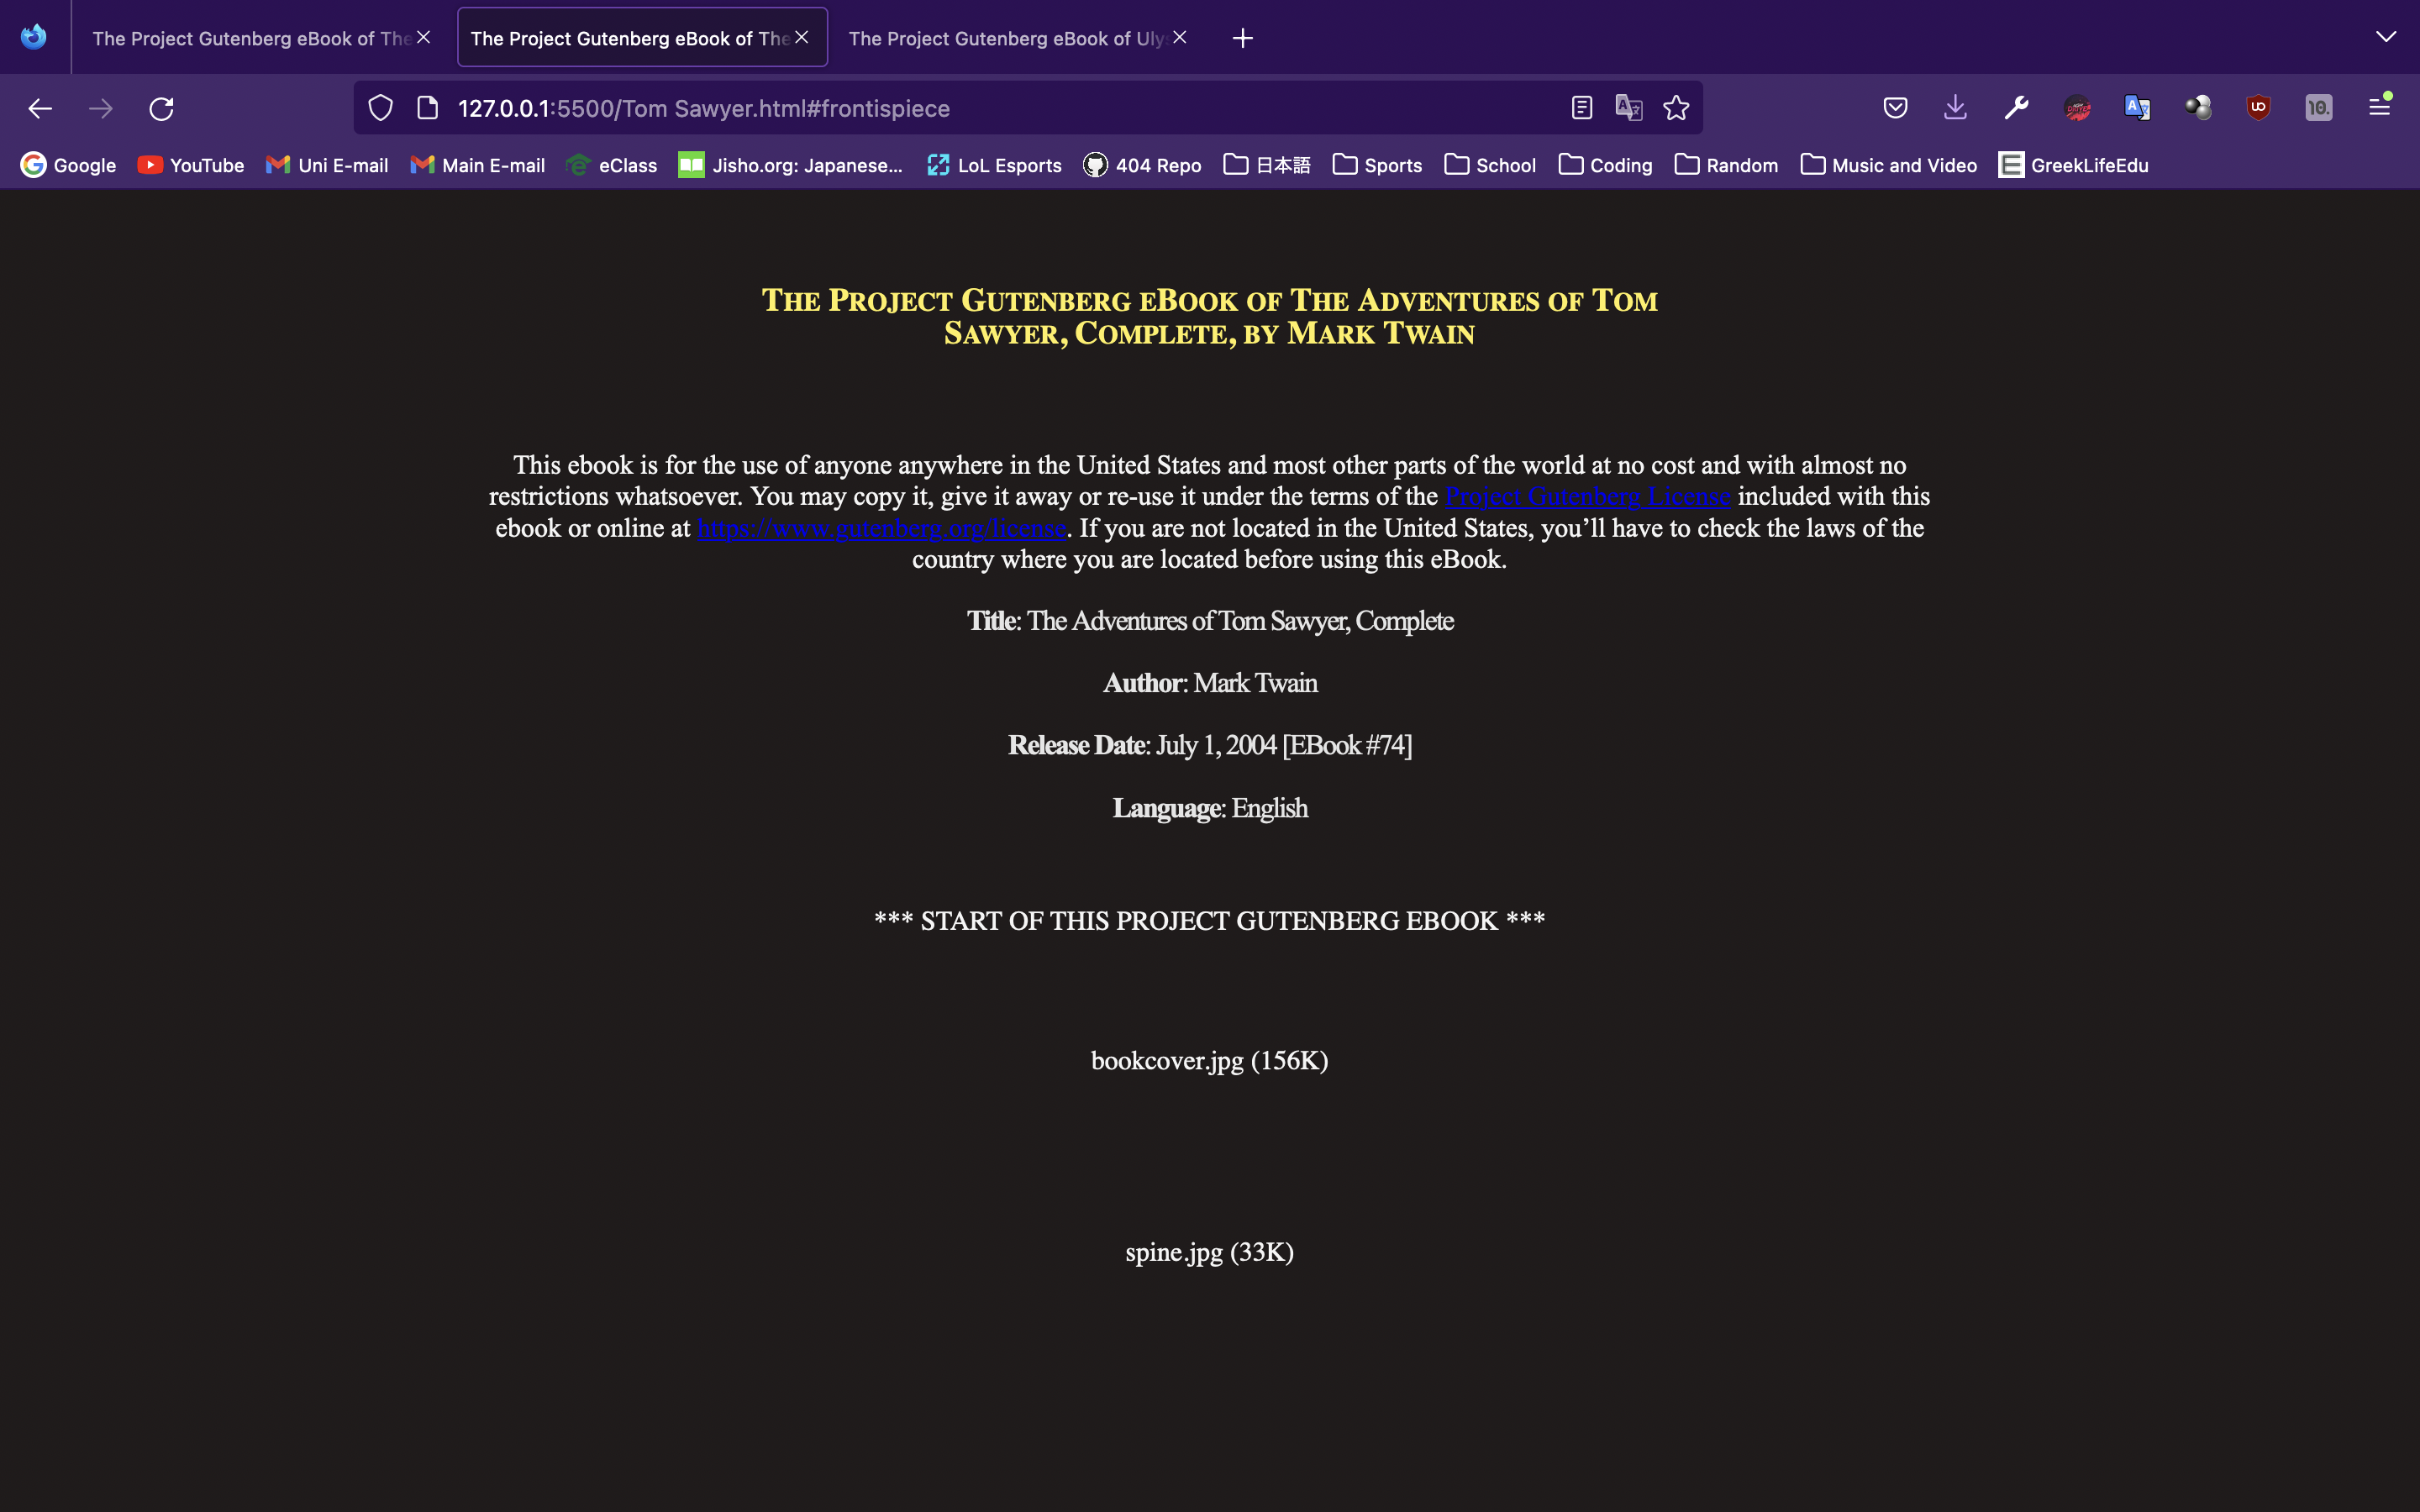 The Project Gutenberg eBook of The
The Project Gutenberg eBook of The
The Project Gutenberg eBook of Uly
127.0.0.1:5500/Tom Sawyer.html#frontispiece
Google YouTube Uni E-mail Main E-mail eClass Jisho.org: Japanese... LoL Esports 404 Repo 日本語 Sports School Coding Random Music and Video GreekLifeEdu
THE PROJECT GUTENBERG EBOOK OF THE ADVENTURES OF TOM
SAWYER, COMPLETE, BY MARK TWAIN
This ebook is for the use of anyone anywhere in the United States and most other parts of the world at no cost and with almost no
restrictions whatsoever. You may copy it, give it away or re-use it under the terms of the Project Gutenberg License included with this
ebook or online at https://www.gutenberg.org/license. If you are not located in the United States, you’ll have to check the laws of the
country where you are located before using this eBook.
Title: The Adventures of Tom Sawyer, Complete
Author: Mark Twain
Release Date: July 1, 2004 [EBook #74]
Language: English
*** START OF THIS PROJECT GUTENBERG EBOOK ***
bookcover.jpg (156K)
spine.jpg (33K)